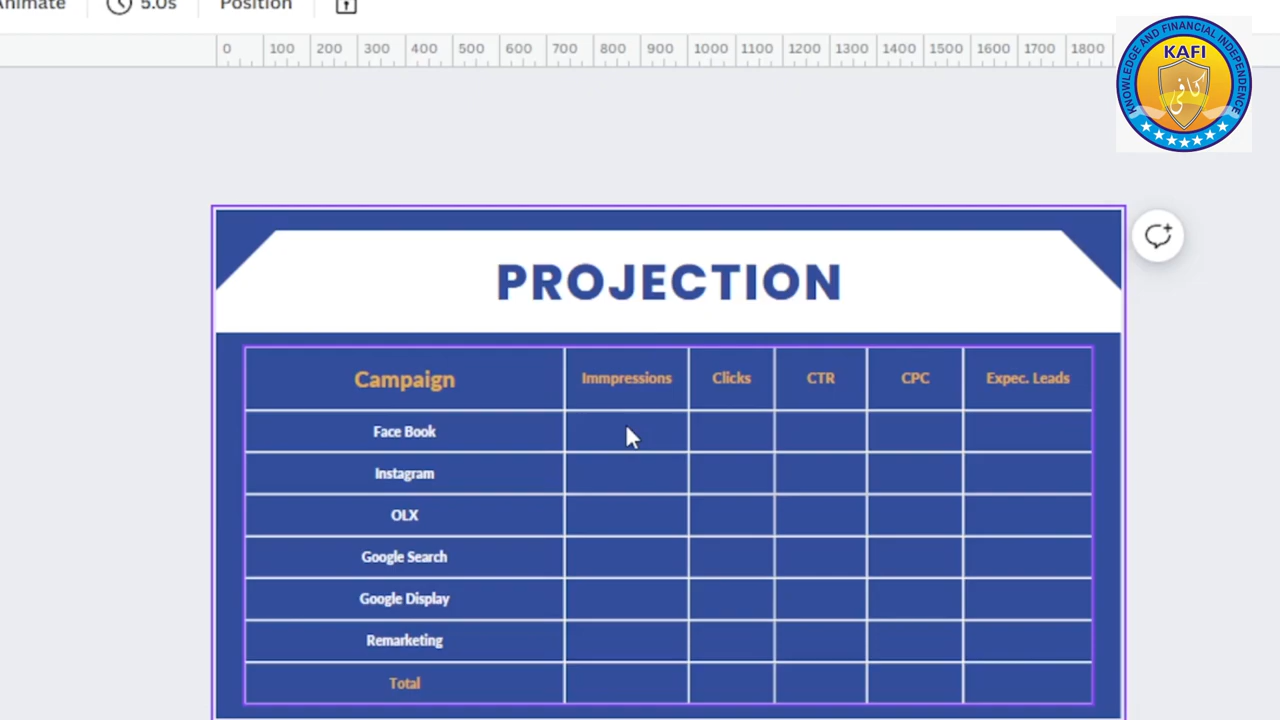 Animate 5.0s Position
0 100 200 300 400 500 600 700 800 900 1000 1100 1200 1300 1400 1500 1600 1700 1800
KNOWLEDGE AND FINANCIAL INDEPENDENCE
KAFI
كافي
PROJECTION
Campaign Immpressions Clicks CTR CPC Expec. Leads
Face Book
Instagram
OLX
Google Search
Google Display
Remarketing
Total